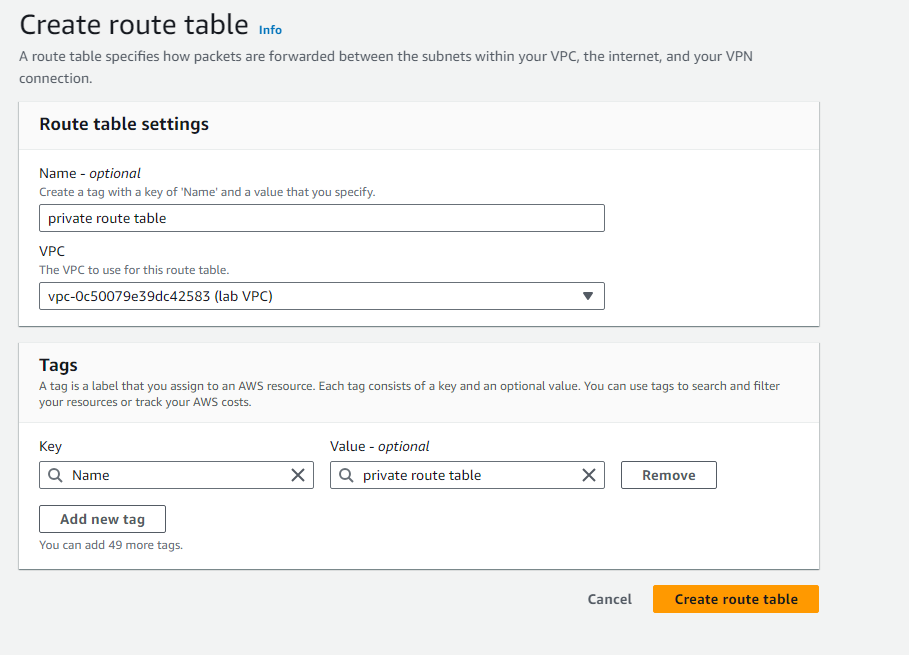 Create route table Info
A route table specifies how packets are forwarded between the subnets within your VPC, the internet, and your VPN
connection.
Route table settings
Name - optional
Create a tag with a key of 'Name' and a value that you specify.
private route table
VPC
The VPC to use for this route table.
vpc-0c50079e39dc42583 (lab VPC)
Tags
A tag is a label that you assign to an AWS resource. Each tag consists of a key and an optional value. You can use tags to search and filter
your resources or track your AWS costs.
Key Value - optional
Name private route table Remove
Add new tag
You can add 49 more tags.
Cancel Create route table